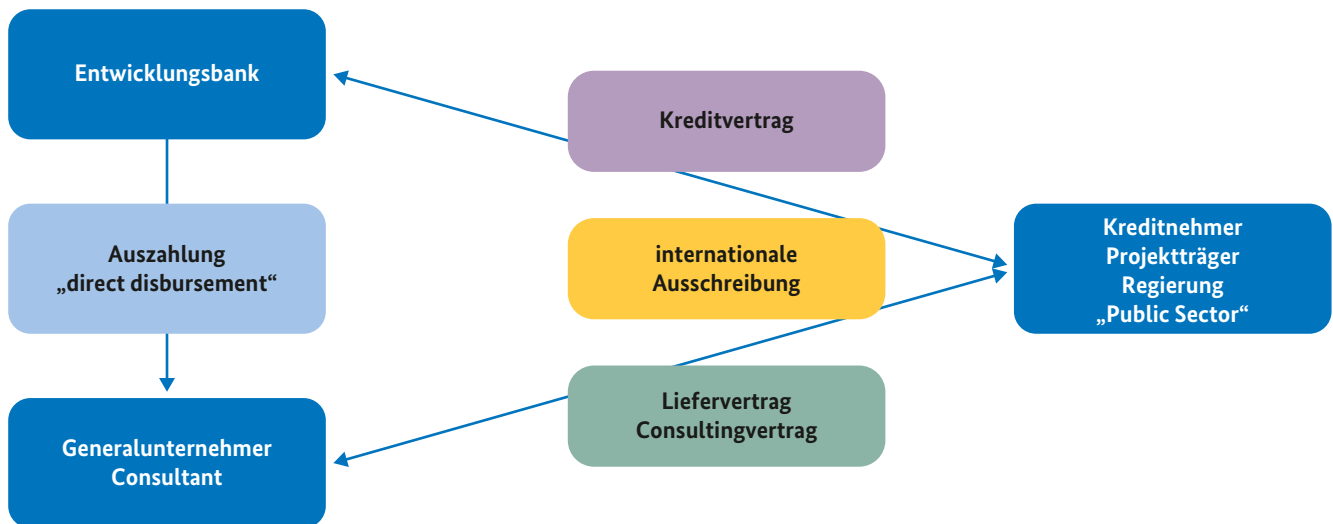 Entwicklungsbank
Kreditvertrag
Auszahlung
„direct disbursement“
internationale
Ausschreibung
Kreditnehmer
Projektträger
Regierung
„Public Sector“
Liefervertrag
Consultingvertrag
Generalunternehmer
Consultant